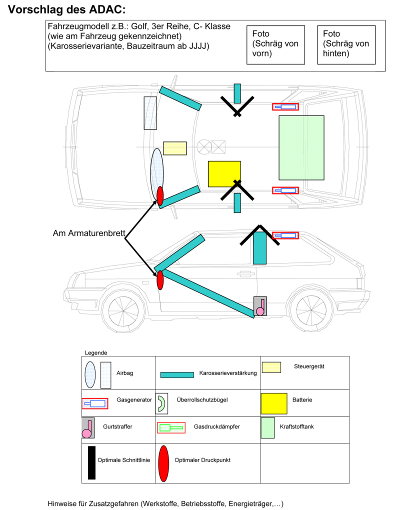 Vorschlag des ADAC:
Fahrzeugmodell z.B.: Golf, 3er Reihe, C- Klasse
(wie am Fahrzeug gekennzeichnet)
(Karosserievariante, Bauzeitraum ab JJJJ)
Foto
(Schräg von
vorn)
Foto
(Schräg von
hinten)
Am Armaturenbrett
Legende
Airbag
Karosserieverstärkung
Steuergerät
Gasgenerator
Überrollschutzbügel
Batterie
Gurtstraffer
Gasdruckdämpfer
Kraftstofftank
Optimale Schnittlinie
Optimaler Druckpunkt
Hinweise für Zusatzgefahren (Werkstoffe, Betriebsstoffe, Energieträger,...)